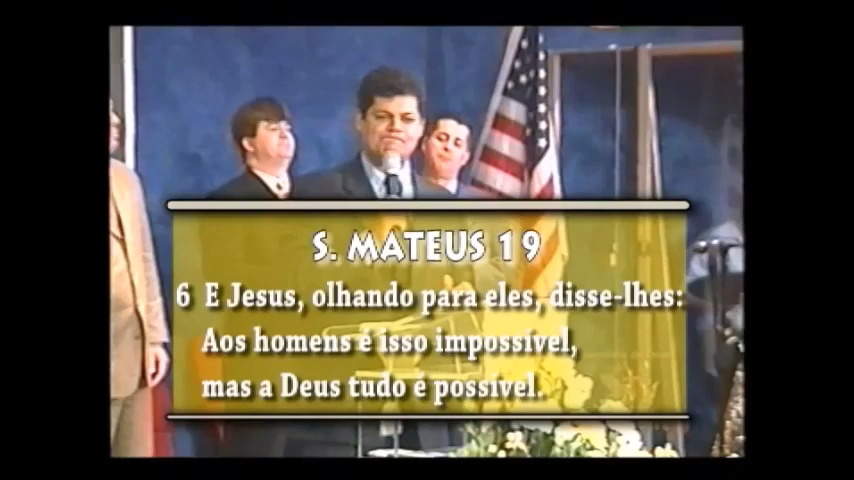 S. MATEUS 19
6 E Jesus, olhando para eles, disse-lhes:
Aos homens é isso impossível,
mas a Deus tudo é possível.